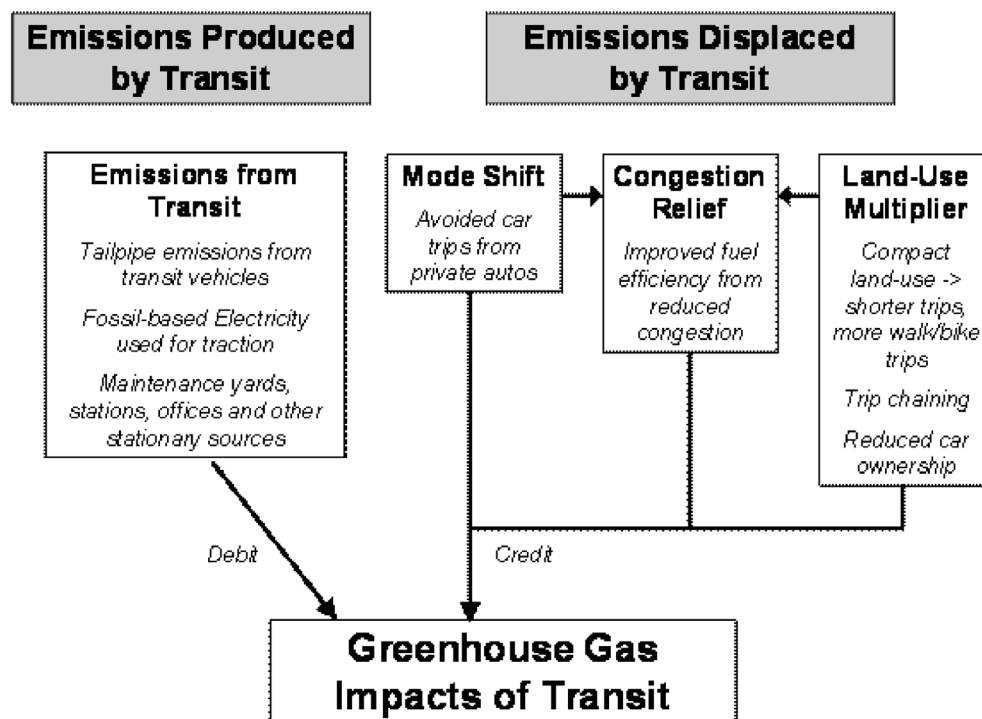 Emissions Produced
by Transit
Emissions Displaced
by Transit
Emissions from
Transit
Tailpipe emissions from
transit vehicles
Fossil-based Electricity
used for traction
Maintenance yards,
stations, offices and other
stationary sources
Mode Shift
Avoided car
trips from
private autos
Congestion
Relief
Improved fuel
efficiency from
reduced
congestion
Land-Use
Multiplier
Compact
land-use ->
shorter trips,
more walk/bike
trips
Trip chaining
Reduced car
ownership
Debit
Credit
Greenhouse Gas
Impacts of Transit